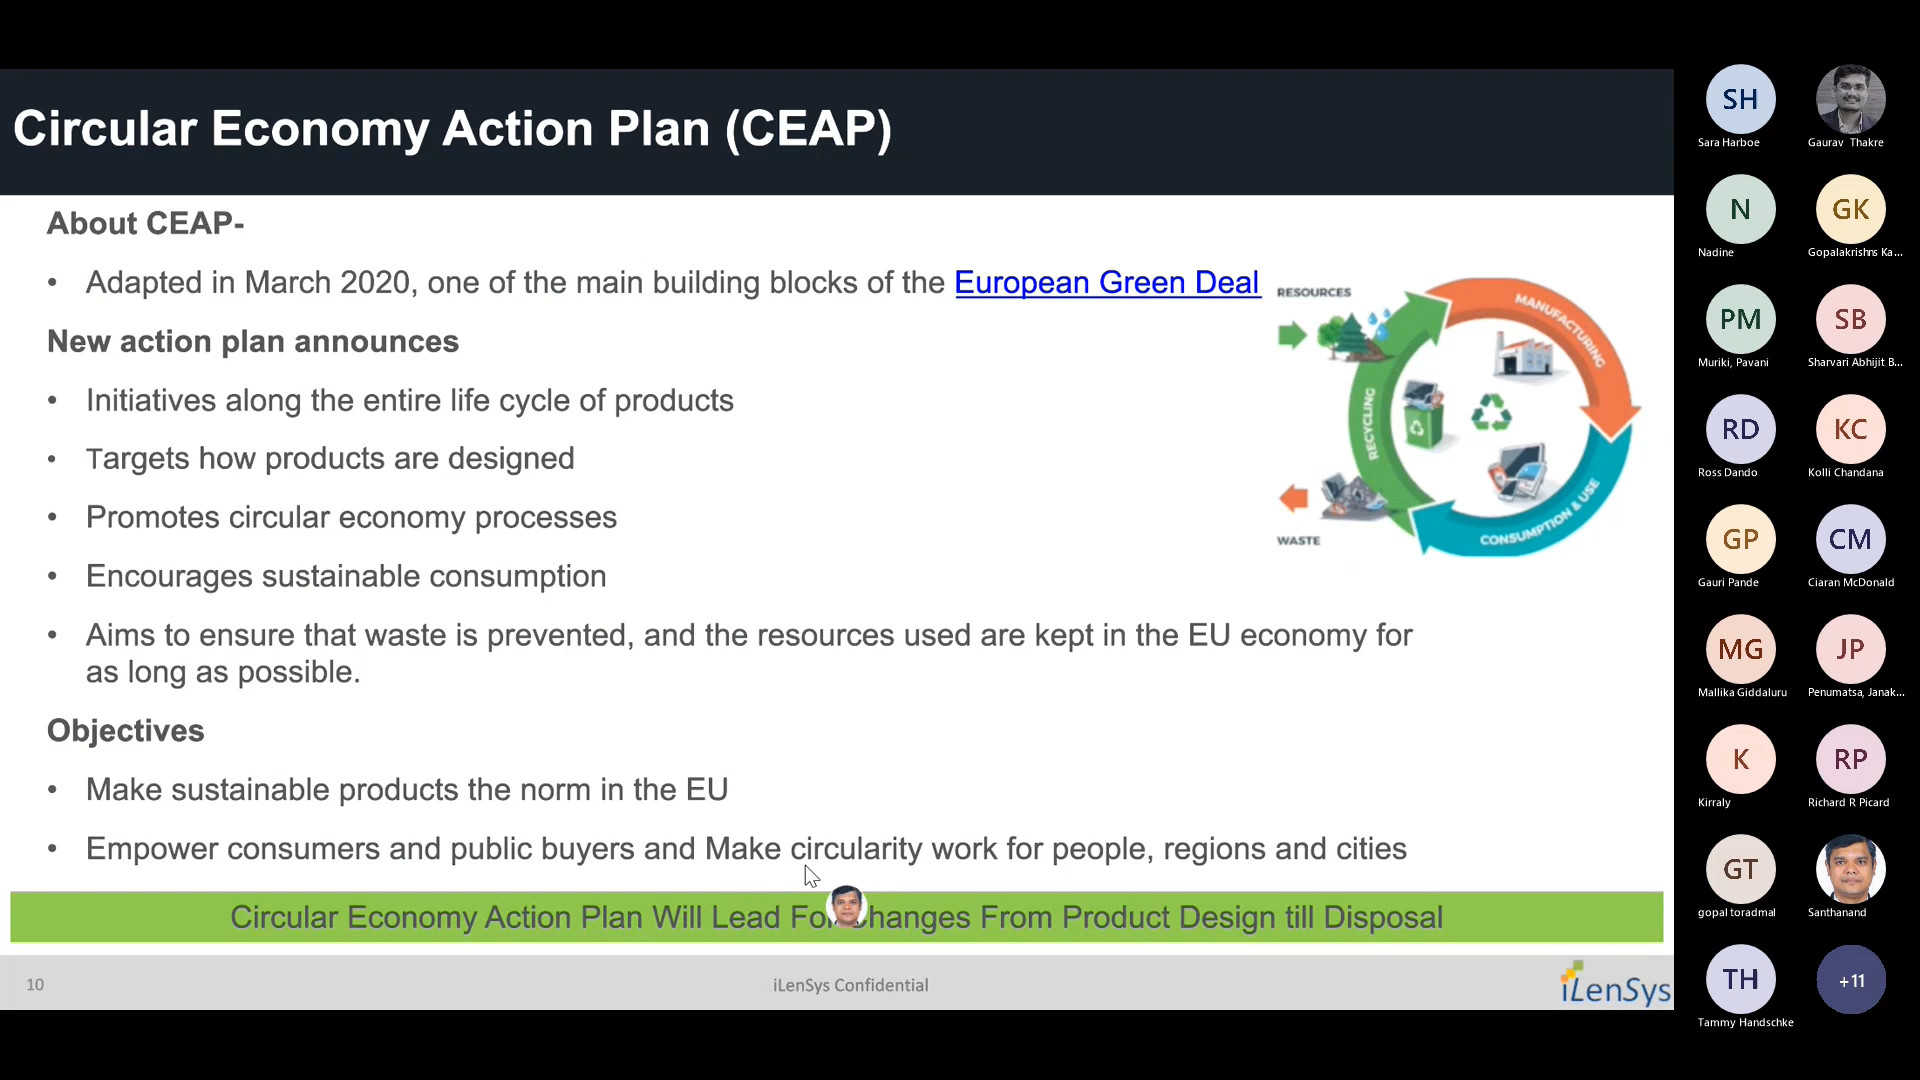 Circular Economy Action Plan (CEAP)
About CEAP-
• Adapted in March 2020, one of the main building blocks of the European Green Deal
New action plan announces
• Initiatives along the entire life cycle of products
• Targets how products are designed
• Promotes circular economy processes
• Encourages sustainable consumption
• Aims to ensure that waste is prevented, and the resources used are kept in the EU economy for
as long as possible.
Objectives
• Make sustainable products the norm in the EU
• Empower consumers and public buyers and Make circularity work for people, regions and cities
RESOURCES
MANUFACTURING
RECYCLING
CONSUMPTION & USE
WASTE
Circular Economy Action Plan Will Lead For Changes From Product Design till Disposal
10
iLenSys Confidential
iLenSys
SH
Sara Harboe
Gaurav Thakre
N
Nadine
GK
Gopalakrishns Ka...
PM
Muriki, Pavani
SB
Sharvari Abhijit B...
RD
Ross Dando
KC
Kolli Chandana
GP
Gauri Pande
CM
Ciaran McDonald
MG
Mallika Giddaluru
JP
Penumatsa, Janak...
K
Kirraly
RP
Richard R Picard
GT
gopal toradmal
Santhanand
TH
Tammy Handschke
+11